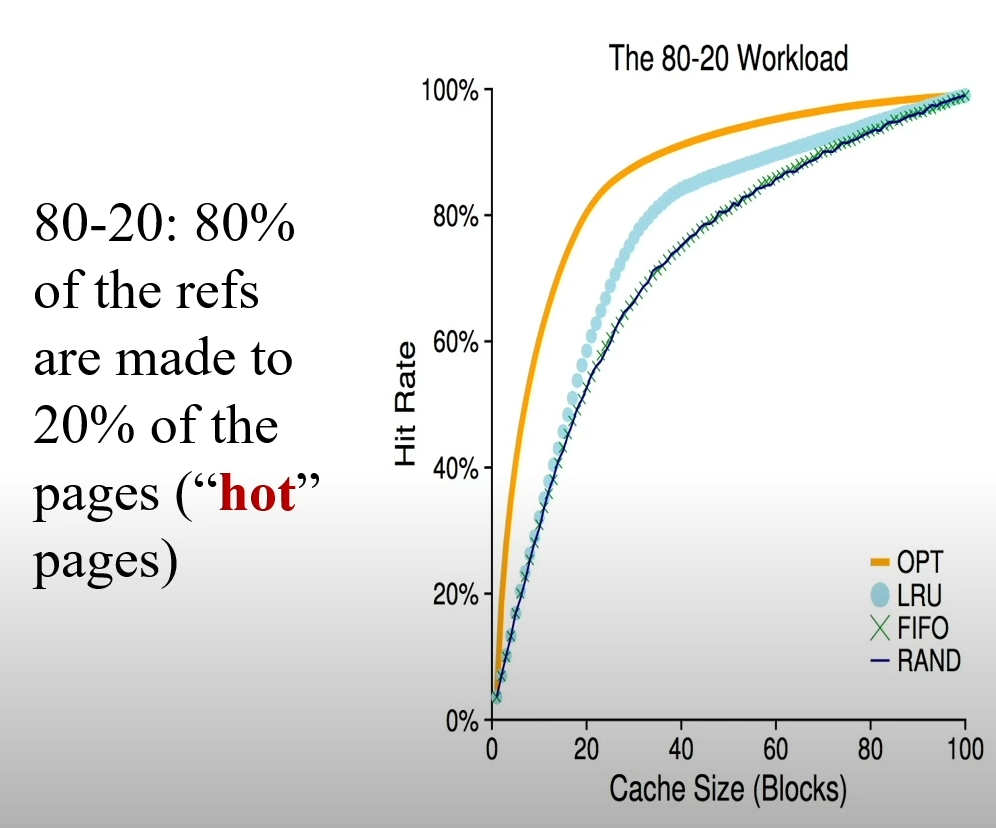 80-20: 80%
of the refs
are made to
20% of the
pages (“hot”
pages)
The 80-20 Workload
100%
80%
60%
40%
20%
0%
Hit Rate
0 20 40 60 80 100
Cache Size (Blocks)
OPT
LRU
FIFO
RAND